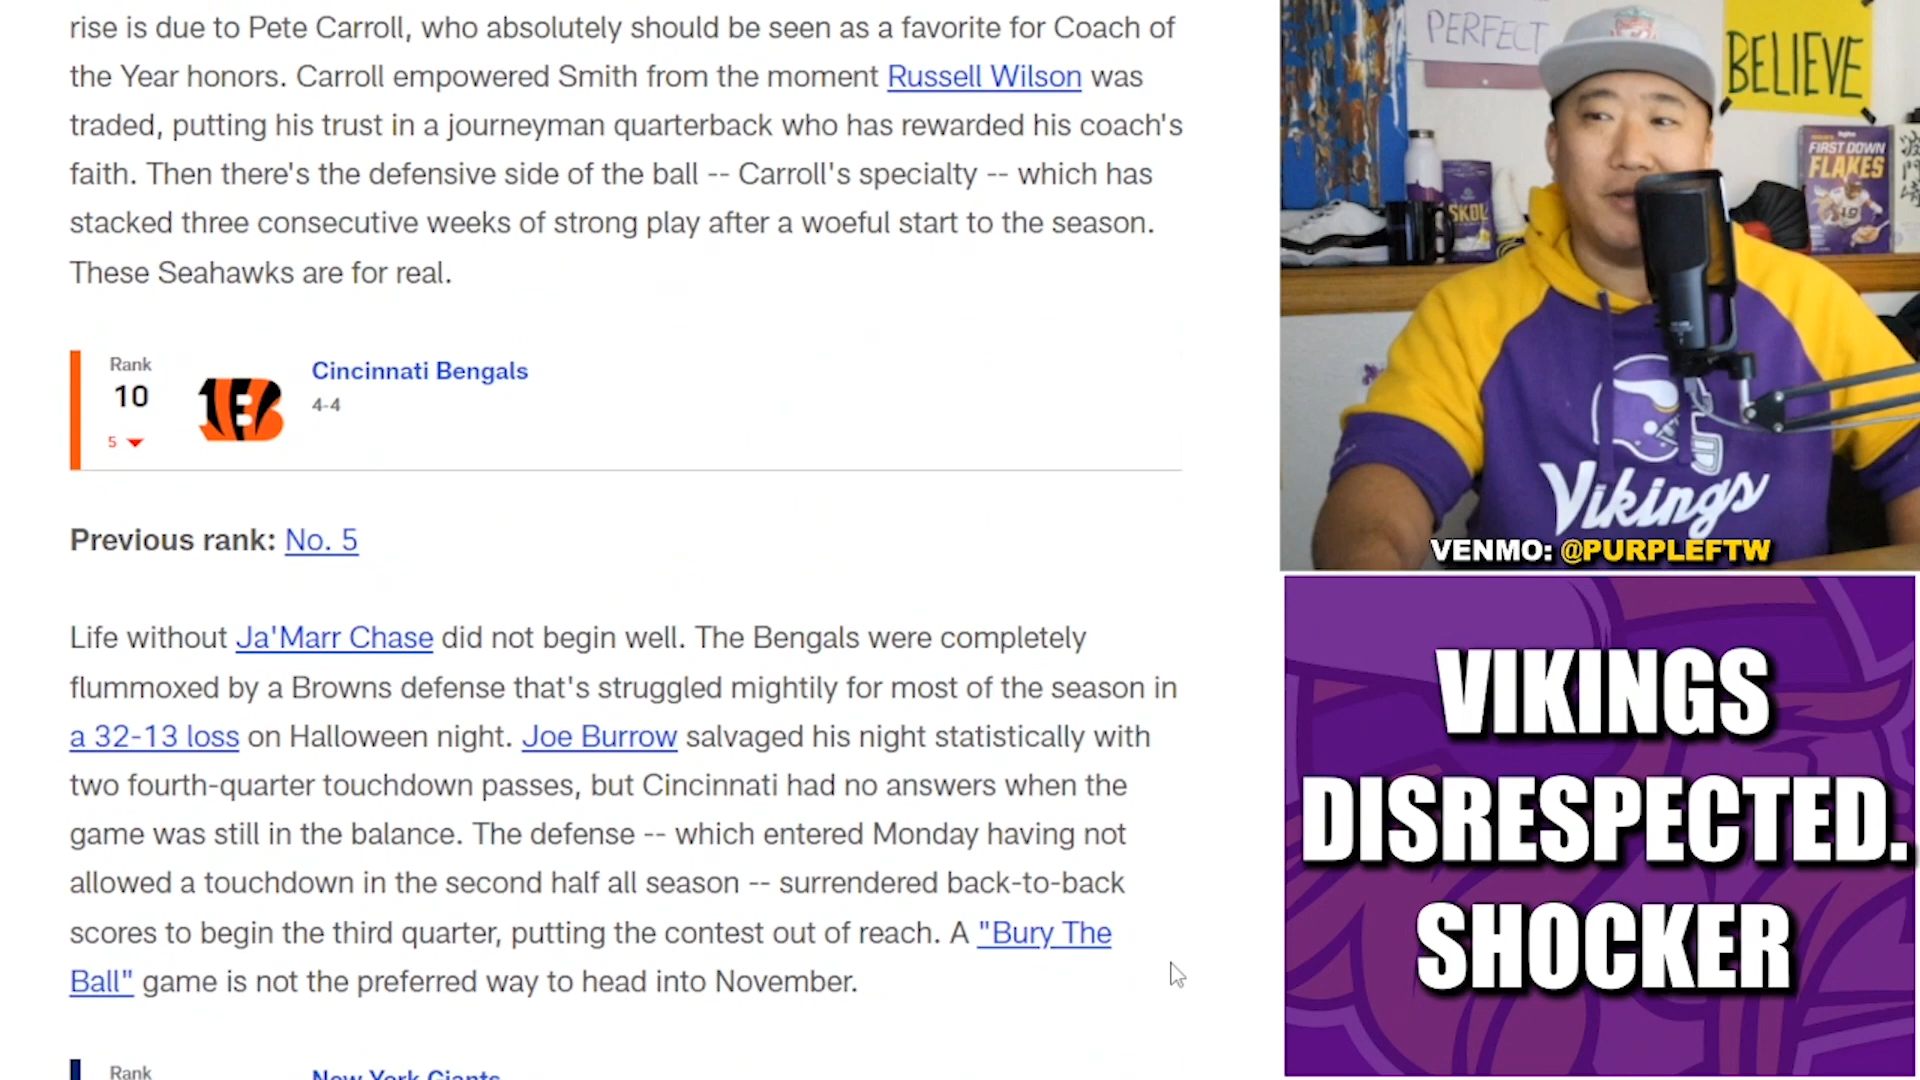 rise is due to Pete Carroll, who absolutely should be seen as a favorite for Coach of
the Year honors. Carroll empowered Smith from the moment Russell Wilson was
traded, putting his trust in a journeyman quarterback who has rewarded his coach's
faith. Then there's the defensive side of the ball -- Carroll's specialty -- which has
stacked three consecutive weeks of strong play after a woeful start to the season.
These Seahawks are for real.
Rank
10
5
Cincinnati Bengals
4-4
Previous rank: No. 5
Life without Ja'Marr Chase did not begin well. The Bengals were completely
flummoxed by a Browns defense that's struggled mightily for most of the season in
a 32-13 loss on Halloween night. Joe Burrow salvaged his night statistically with
two fourth-quarter touchdown passes, but Cincinnati had no answers when the
game was still in the balance. The defense -- which entered Monday having not
allowed a touchdown in the second half all season -- surrendered back-to-back
scores to begin the third quarter, putting the contest out of reach. A "Bury The
Ball" game is not the preferred way to head into November.
Rank
New York Giants
PERFECT
BELIEVE
FIRST DOWN
FLAKES
19
SKOL
Vikings
VENMO: @PURPLEFTW
VIKINGS
DISRESPECTED.
SHOCKER